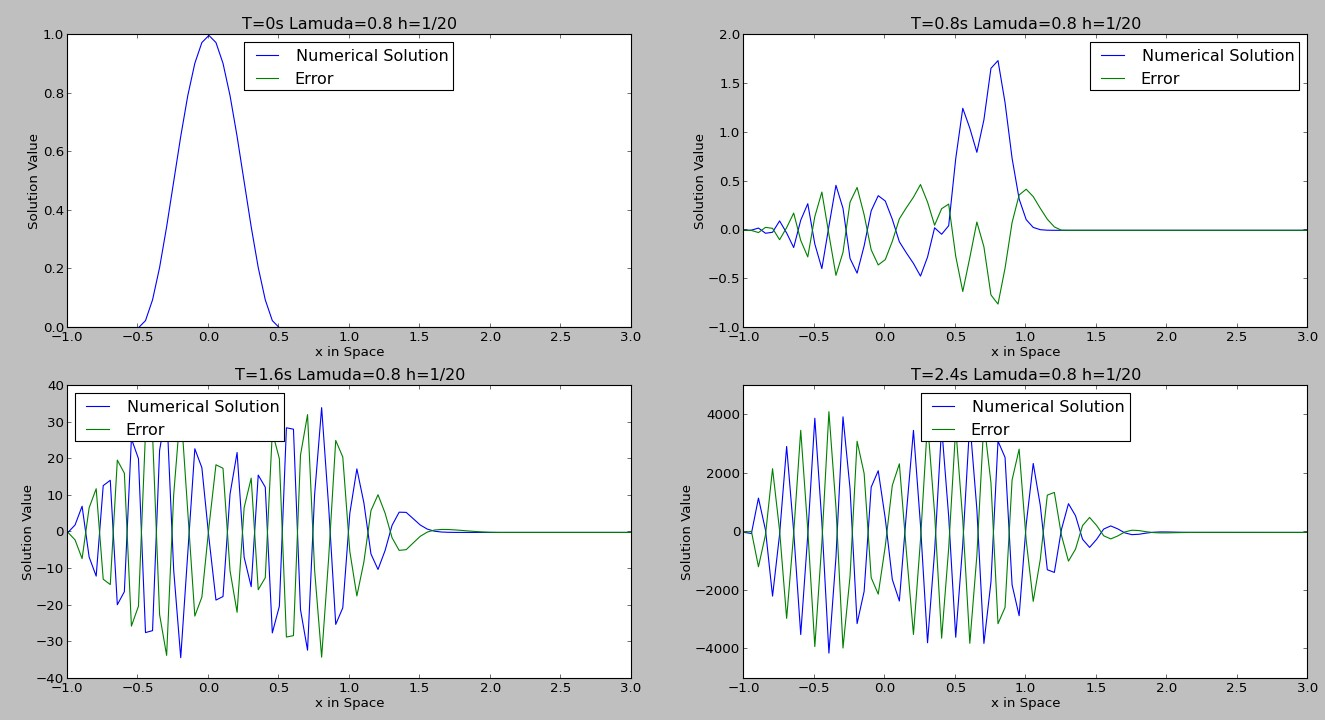 T=0s Lamuda=0.8 h=1/20
1.0
0.8
0.6
0.4
0.2
0.0
Solution Value
Numerical Solution
Error
−1.0 −0.5 0.0 0.5 1.0 1.5 2.0 2.5 3.0
x in Space
T=0.8s Lamuda=0.8 h=1/20
2.0
1.5
1.0
0.5
0.0
−0.5
−1.0
Solution Value
Numerical Solution
Error
−1.0 −0.5 0.0 0.5 1.0 1.5 2.0 2.5 3.0
x in Space
T=1.6s Lamuda=0.8 h=1/20
40
30
20
10
0
−10
−20
−30
−40
Solution Value
Numerical Solution
Error
−1.0 −0.5 0.0 0.5 1.0 1.5 2.0 2.5 3.0
x in Space
T=2.4s Lamuda=0.8 h=1/20
4000
2000
0
−2000
−4000
Solution Value
Numerical Solution
Error
−1.0 −0.5 0.0 0.5 1.0 1.5 2.0 2.5 3.0
x in Space